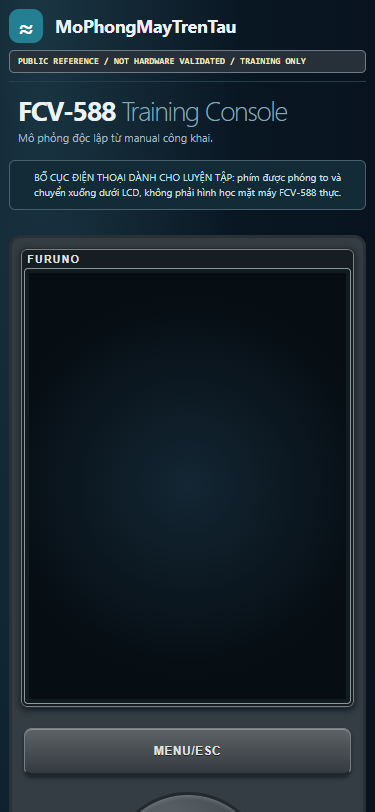 ≈ MoPhongMayTrenTau
PUBLIC REFERENCE / NOT HARDWARE VALIDATED / TRAINING ONLY
FCV-588 Training Console
Mô phỏng độc lập từ manual công khai.
BỐ CỤC ĐIỆN THOẠI DÀNH CHO LUYỆN TẬP: phím được phóng to và
chuyển xuống dưới LCD, không phải hình học mặt máy FCV-588 thực.
FURUNO
MENU/ESC